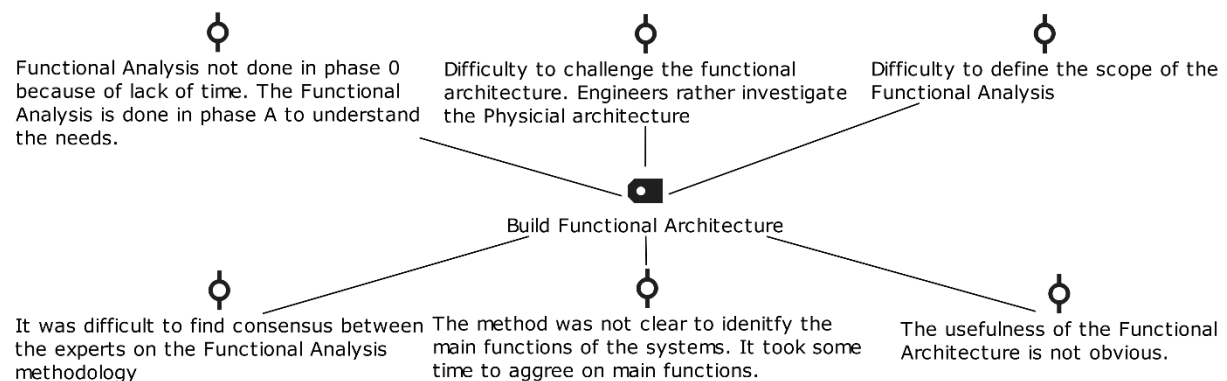 Functional Analysis not done in phase 0
because of lack of time. The Functional
Analysis is done in phase A to understand
the needs.
Difficulty to challenge the functional
architecture. Engineers rather investigate
the Physicial architecture
Difficulty to define the scope of the
Functional Analysis
Build Functional Architecture
It was difficult to find consensus between
the experts on the Functional Analysis
methodology
The method was not clear to idenitfy the
main functions of the systems. It took some
time to aggree on main functions.
The usefulness of the Functional
Architecture is not obvious.